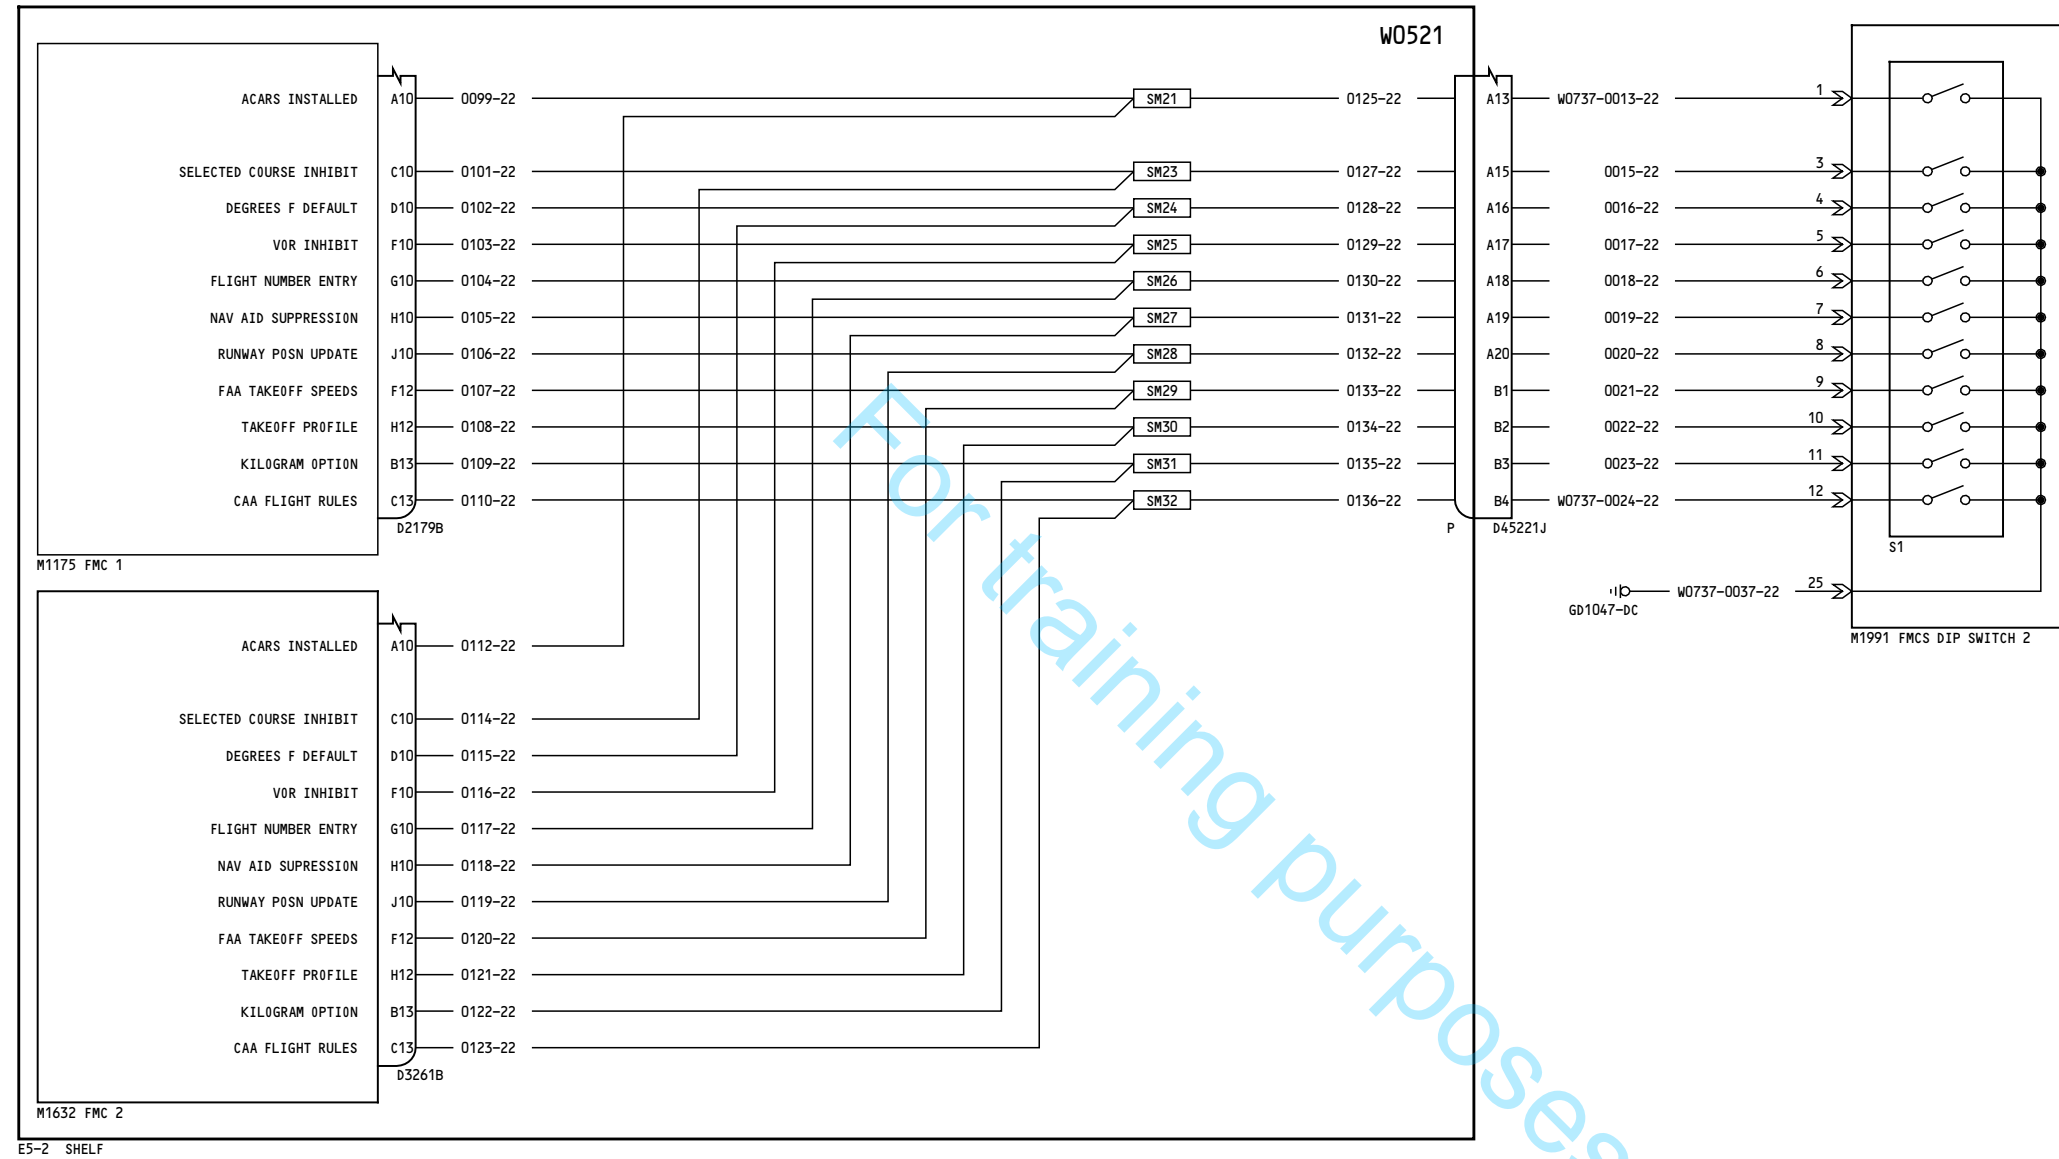 W0521
ACARS INSTALLED A10 0099-22 SM21 0125-22 A13 W0737-0013-22 1
SELECTED COURSE INHIBIT C10 0101-22 SM23 0127-22 A15 0015-22 3
DEGREES F DEFAULT D10 0102-22 SM24 0128-22 A16 0016-22 4
VOR INHIBIT F10 0103-22 SM25 0129-22 A17 0017-22 5
FLIGHT NUMBER ENTRY G10 0104-22 SM26 0130-22 A18 0018-22 6
NAV AID SUPPRESSION H10 0105-22 SM27 0131-22 A19 0019-22 7
RUNWAY POSN UPDATE J10 0106-22 SM28 0132-22 A20 0020-22 8
FAA TAKEOFF SPEEDS F12 0107-22 SM29 0133-22 B1 0021-22 9
TAKEOFF PROFILE H12 0108-22 SM30 0134-22 B2 0022-22 10
KILOGRAM OPTION B13 0109-22 SM31 0135-22 B3 0023-22 11
CAA FLIGHT RULES C13 0110-22 SM32 0136-22 B4 W0737-0024-22 12
D2179B P D45221J
S1
M1175 FMC 1
W0737-0037-22 25
GD1047-DC
M1991 FMCS DIP SWITCH 2
ACARS INSTALLED A10 0112-22
SELECTED COURSE INHIBIT C10 0114-22
DEGREES F DEFAULT D10 0115-22
VOR INHIBIT F10 0116-22
FLIGHT NUMBER ENTRY G10 0117-22
NAV AID SUPRESSION H10 0118-22
RUNWAY POSN UPDATE J10 0119-22
FAA TAKEOFF SPEEDS F12 0120-22
TAKEOFF PROFILE H12 0121-22
KILOGRAM OPTION B13 0122-22
CAA FLIGHT RULES C13 0123-22
D3261B
M1632 FMC 2
E5-2 SHELF
For training purposes